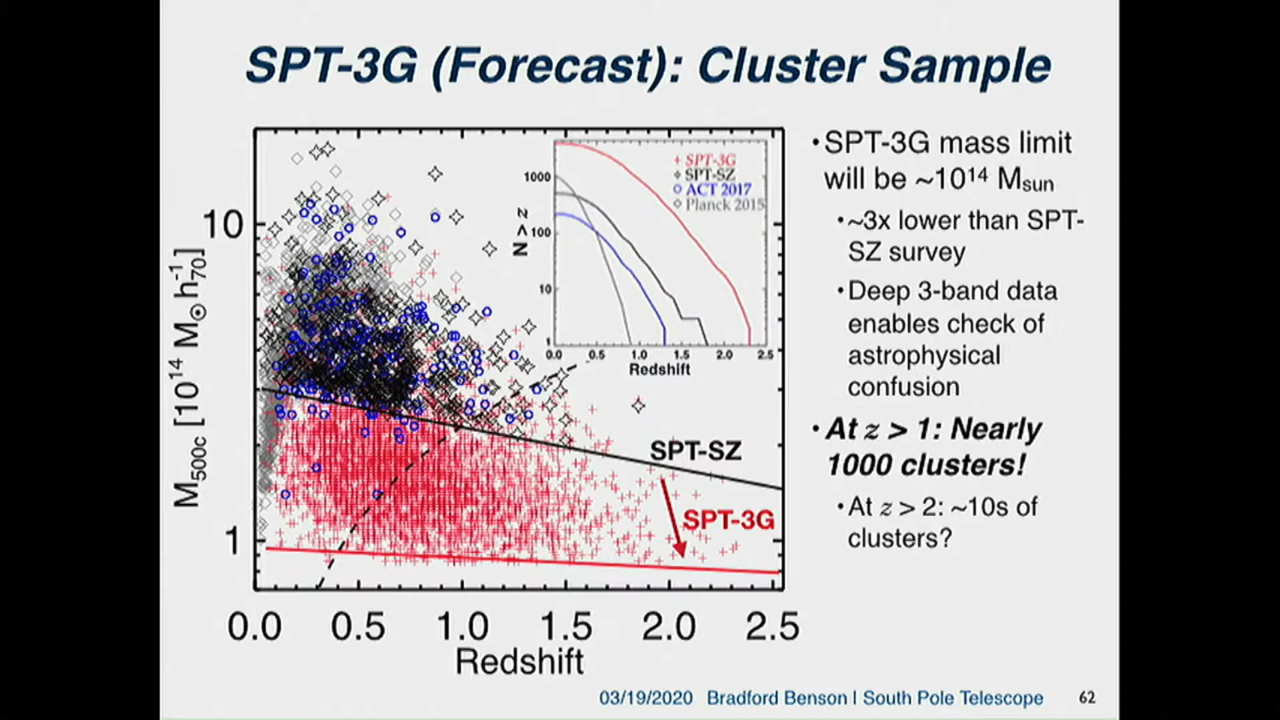 SPT-3G (Forecast): Cluster Sample
10
1
M500c [10^14 M⊙ h70^-1]
0.0 0.5 1.0 1.5 2.0 2.5
Redshift
SPT-SZ
SPT-3G
1000
100
10
1
N > z
0.0 0.5 1.0 1.5 2.0 2.5
Redshift
SPT-3G
SPT-SZ
ACT 2017
Planck 2015
•SPT-3G mass limit
will be ~10^14 Msun
•~3x lower than SPT-
SZ survey
•Deep 3-band data
enables check of
astrophysical
confusion
•At z > 1: Nearly
1000 clusters!
•At z > 2: ~10s of
clusters?
03/19/2020 Bradford Benson | South Pole Telescope 62